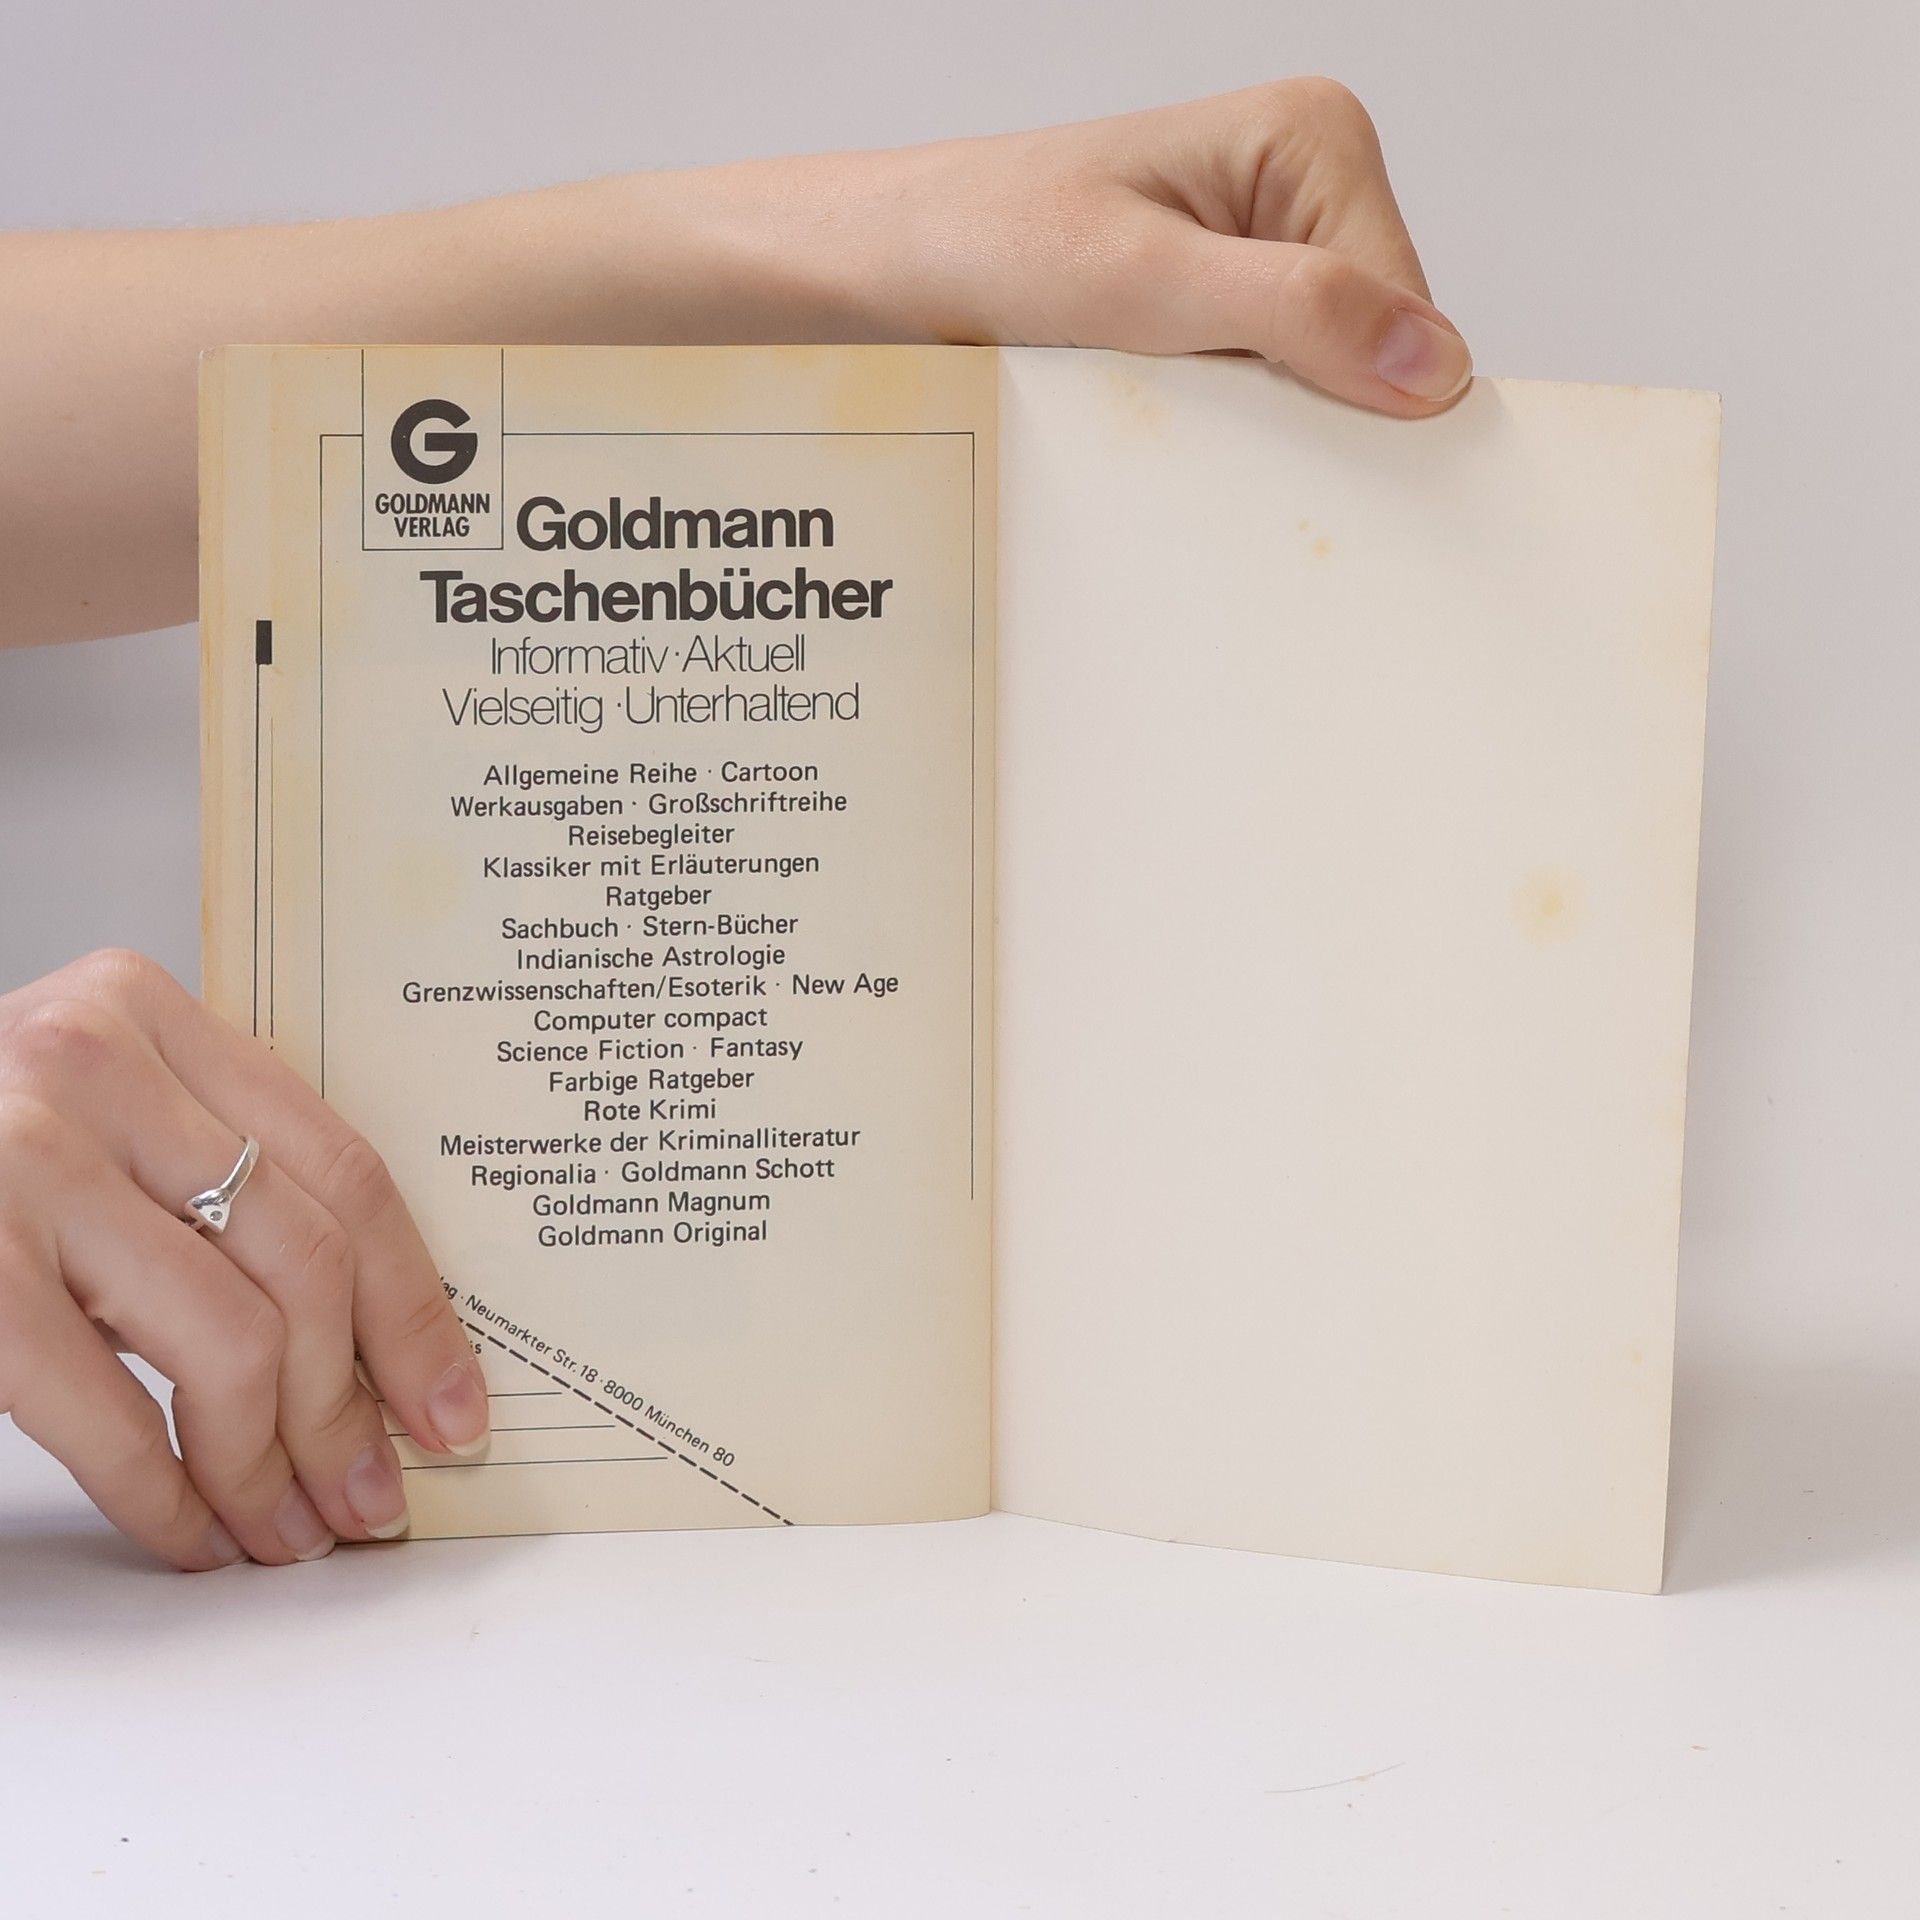 G
GOLDMANN
VERLAG
Goldmann
Taschenbücher
Informativ · Aktuell
Vielseitig · Unterhaltend
Allgemeine Reihe · Cartoon
Werkausgaben · Großschriftreihe
Reisebegleiter
Klassiker mit Erläuterungen
Ratgeber
Sachbuch · Stern-Bücher
Indianische Astrologie
Grenzwissenschaften/Esoterik · New Age
Computer compact
Science Fiction · Fantasy
Farbige Ratgeber
Rote Krimi
Meisterwerke der Kriminalliteratur
Regionalia · Goldmann Schott
Goldmann Magnum
Goldmann Original
· Neumarkter Str. 18 · 8000 München 80